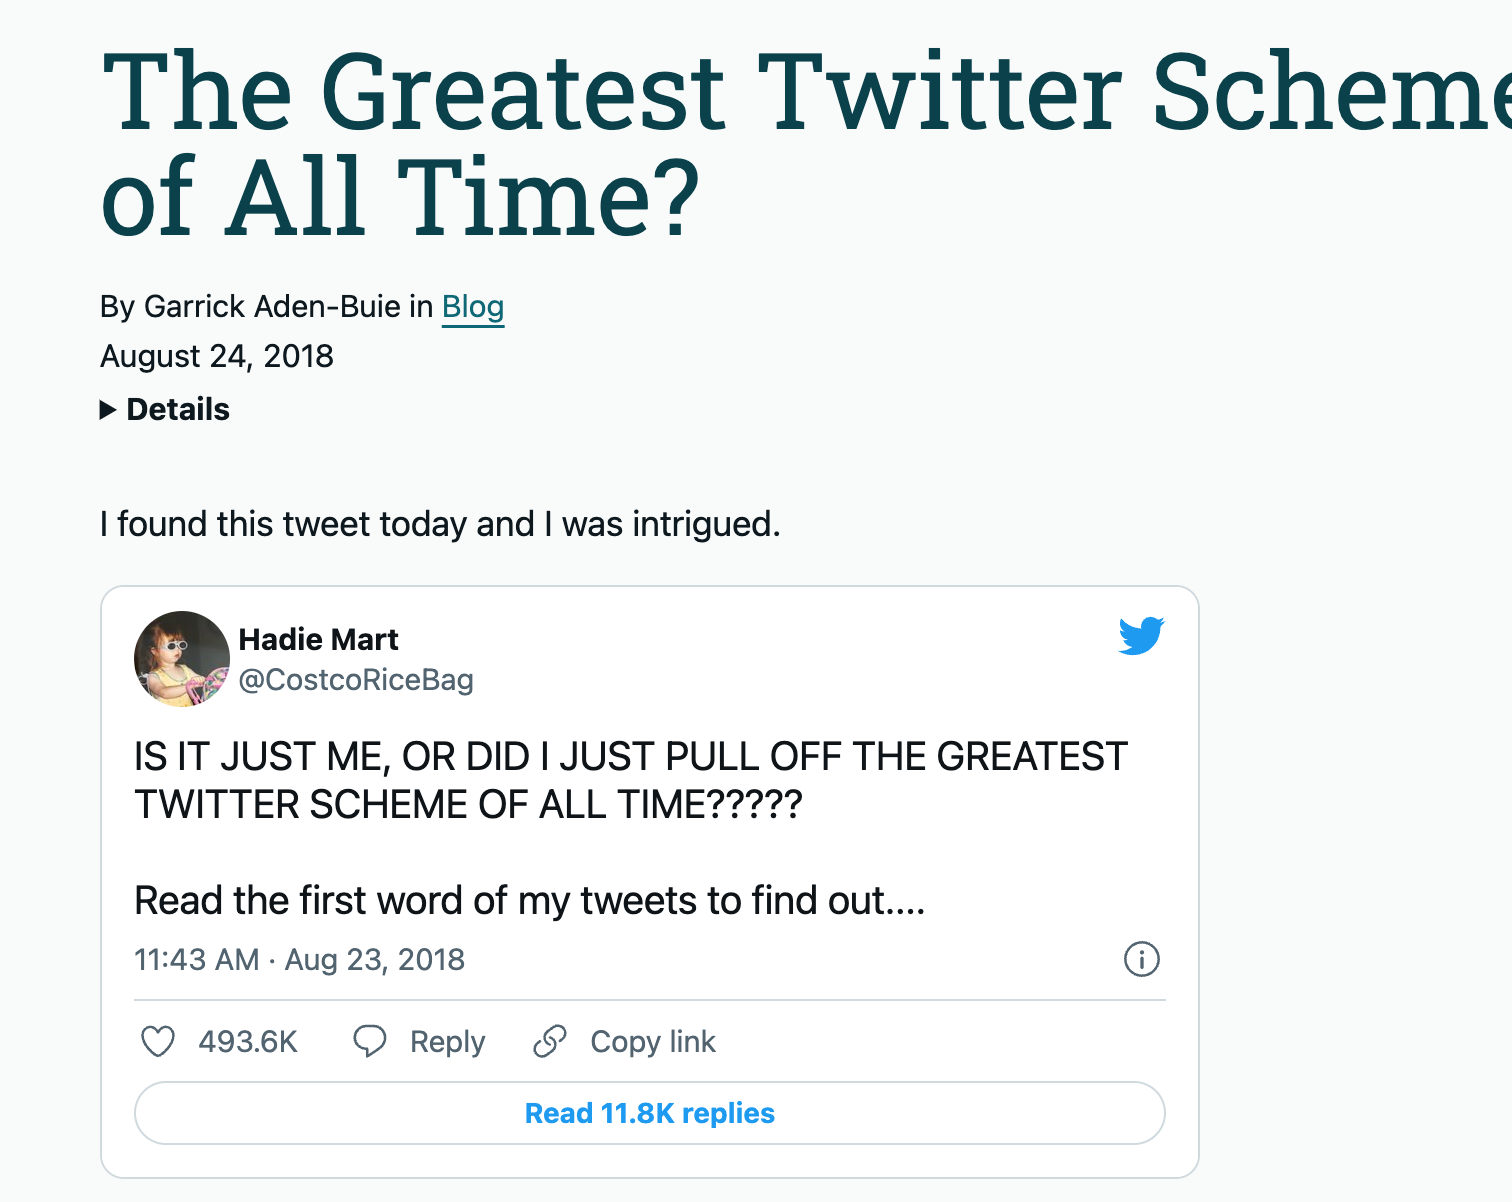 The Greatest Twitter Scheme
of All Time?
By Garrick Aden-Buie in Blog
August 24, 2018
Details
I found this tweet today and I was intrigued.
Hadie Mart
@CostcoRiceBag
IS IT JUST ME, OR DID I JUST PULL OFF THE GREATEST
TWITTER SCHEME OF ALL TIME?????
Read the first word of my tweets to find out....
11:43 AM · Aug 23, 2018
493.6K Reply Copy link
Read 11.8K replies